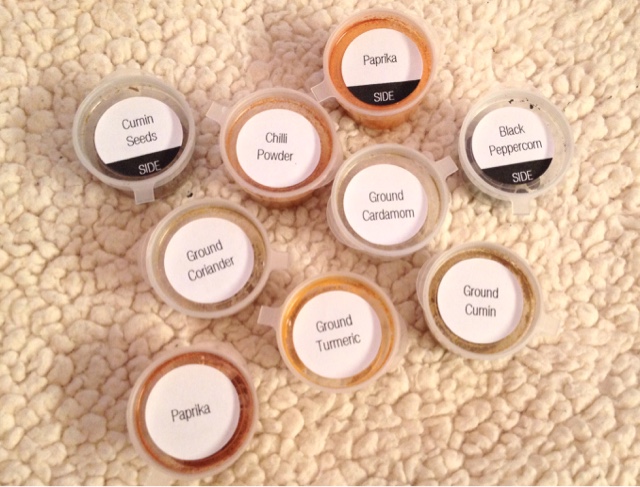 Paprika
SIDE
Cumin
Seeds
SIDE
Chilli
Powder
Black
Peppercorn
SIDE
Ground
Cardamom
Ground
Coriander
Ground
Cumin
Ground
Turmeric
Paprika